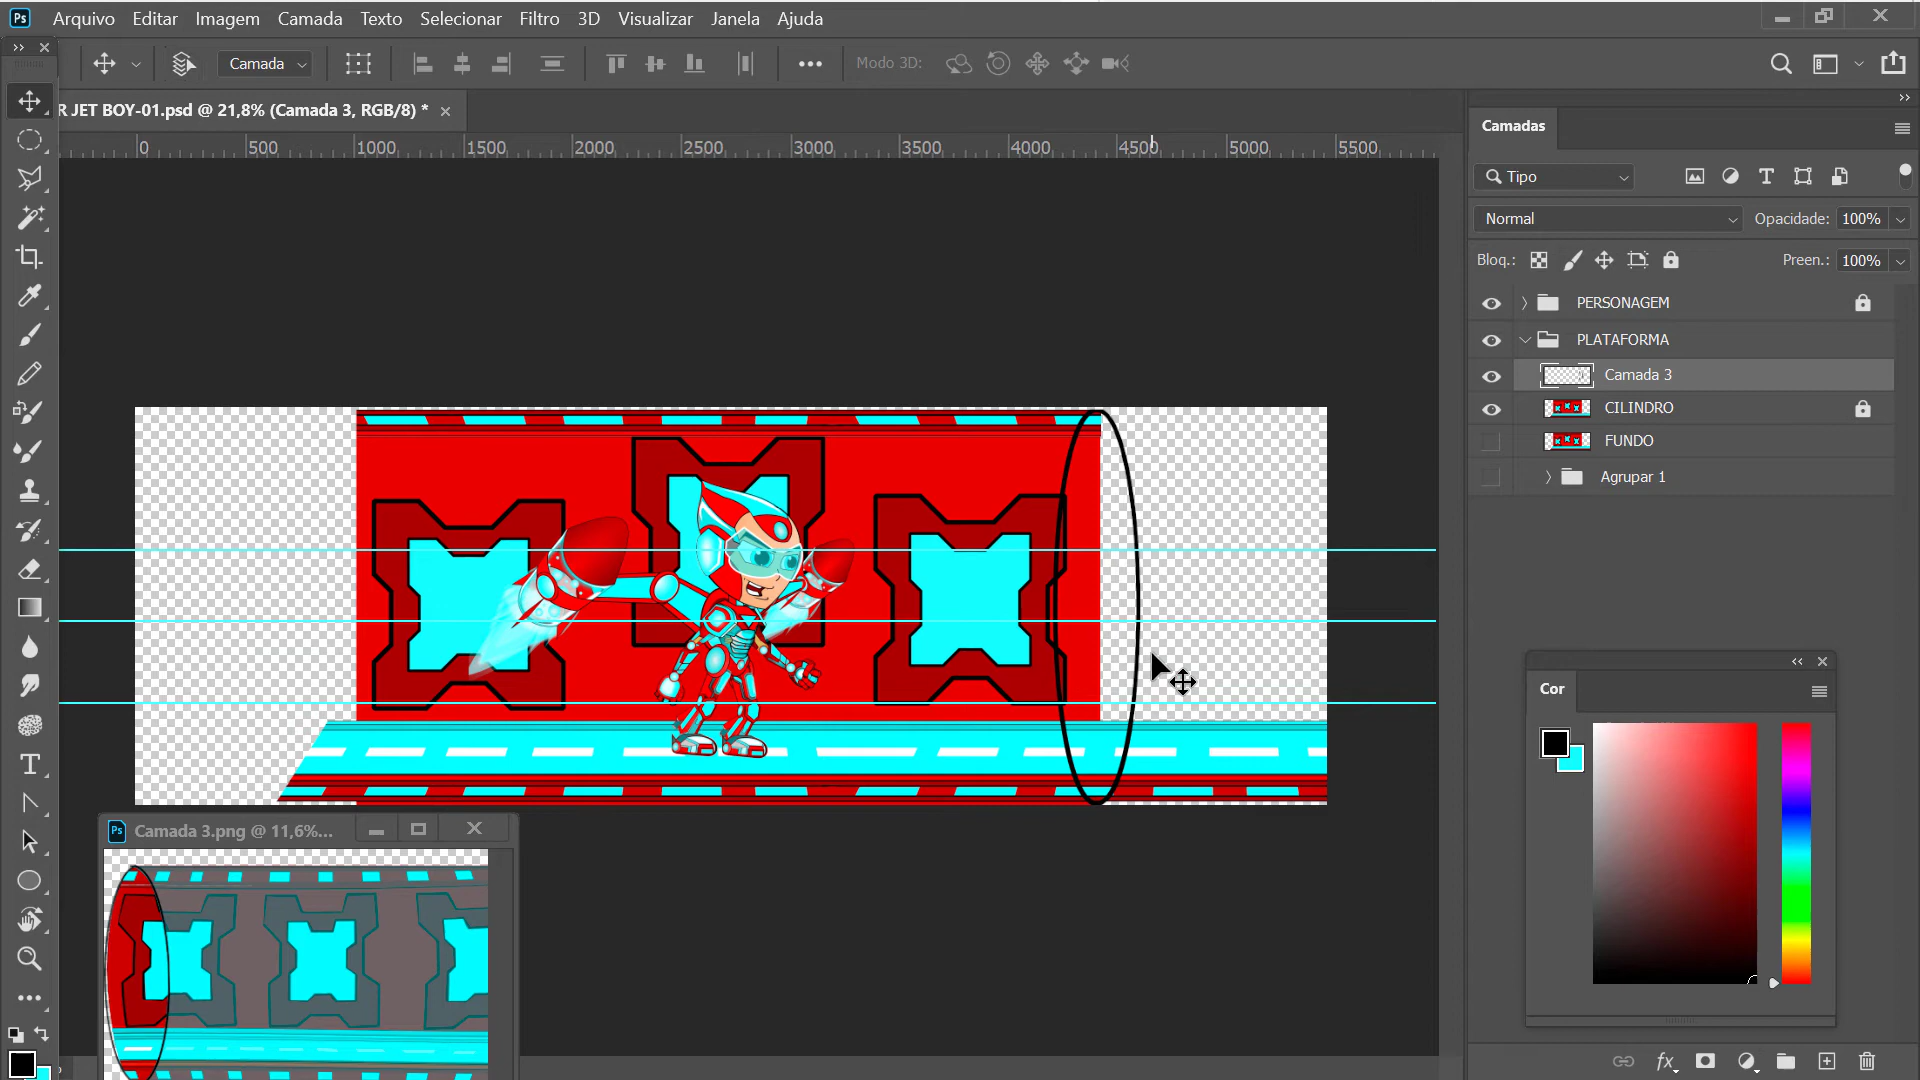 Ps Arquivo Editar Imagem Camada Texto Selecionar Filtro 3D Visualizar Janela Ajuda
Camada Modo 3D:
R JET BOY-01.psd @ 21,8% (Camada 3, RGB/8) *
0 500 1000 1500 2000 2500 3000 3500 4000 4500 5000 5500
Camadas
Tipo
Normal Opacidade: 100%
Bloq.: Preen.: 100%
PERSONAGEM
PLATAFORMA
Camada 3
CILINDRO
FUNDO
Agrupar 1
Cor
Ps Camada 3.png @ 11,6%...
fx